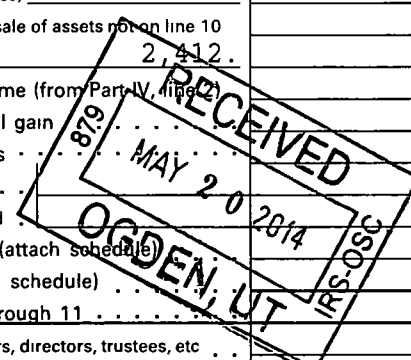 sale of assets not on line 10
2,412.
me (from Part IV, line 2)
l gain
s
d
(attach schedule)
schedule)
rough 11
rs, directors, trustees, etc
RECEIVED
879
MAY 20 2014
IRS-OSC
OGDEN, UT